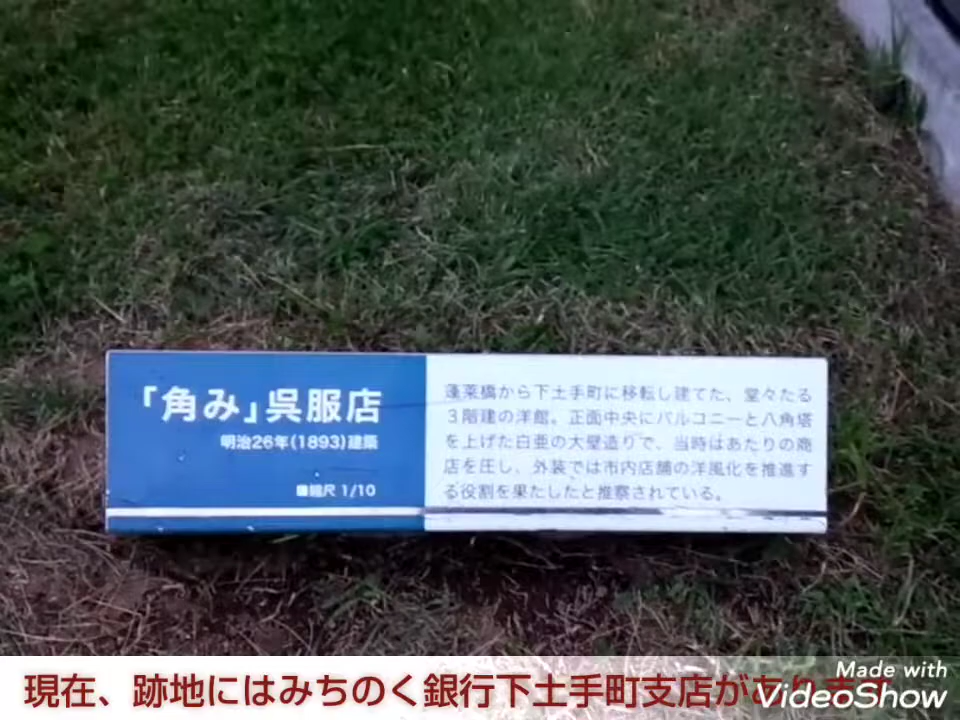 「角み」呉服店
明治26年(1893)建築
■縮尺 1/10
蓬莱橋から下土手町に移転し建てた、堂々たる
３階建の洋館。正面中央にバルコニーと八角塔
を上げた白亜の大壁造りで、当時はあたりの商
店を圧し、外装では市内店舗の洋風化を推進す
る役割を果たしたと推察されている。
現在、跡地にはみちのく銀行下土手町支店があります
Made with
VideoShow